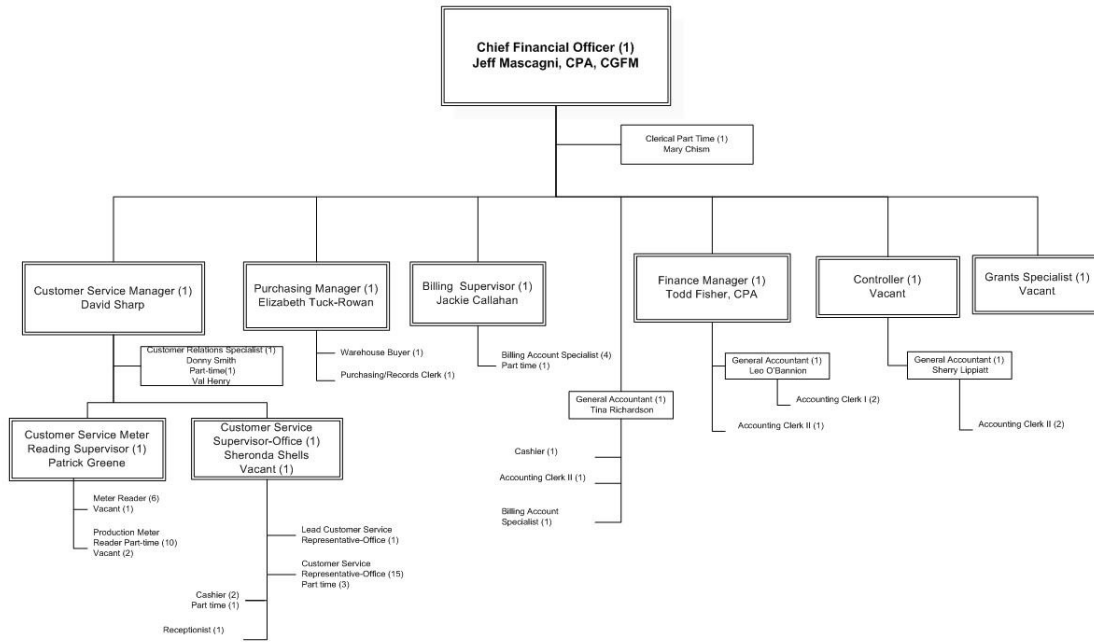 Chief Financial Officer (1)
Jeff Mascagni, CPA, CGFM
Clerical Part Time (1)
Mary Chism
Customer Service Manager (1)
David Sharp
Purchasing Manager (1)
Elizabeth Tuck-Rowan
Billing Supervisor (1)
Jackie Callahan
Finance Manager (1)
Todd Fisher, CPA
Controller (1)
Vacant
Grants Specialist (1)
Vacant
Customer Relations Specialist (1)
Donny Smith
Part-time(1)
Val Henry
Warehouse Buyer (1)
Purchasing/Records Clerk (1)
Billing Account Specialist (4)
Part time (1)
General Accountant (1)
Tina Richardson
General Accountant (1)
Leo O'Bannion
Accounting Clerk I (2)
Accounting Clerk II (1)
General Accountant (1)
Sherry Lippiatt
Accounting Clerk II (2)
Customer Service Meter
Reading Supervisor (1)
Patrick Greene
Customer Service
Supervisor-Office (1)
Sheronda Shells
Vacant (1)
Cashier (1)
Accounting Clerk II (1)
Billing Account
Specialist (1)
Meter Reader (6)
Vacant (1)
Production Meter
Reader Part-time (10)
Vacant (2)
Lead Customer Service
Representative-Office (1)
Customer Service
Representative-Office (15)
Part time (3)
Cashier (2)
Part time (1)
Receptionist (1)